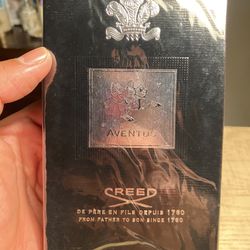 AVENTUS
CREED
DE PÈRE EN FILS DEPUIS 1760
FROM FATHER TO SON SINCE 1760